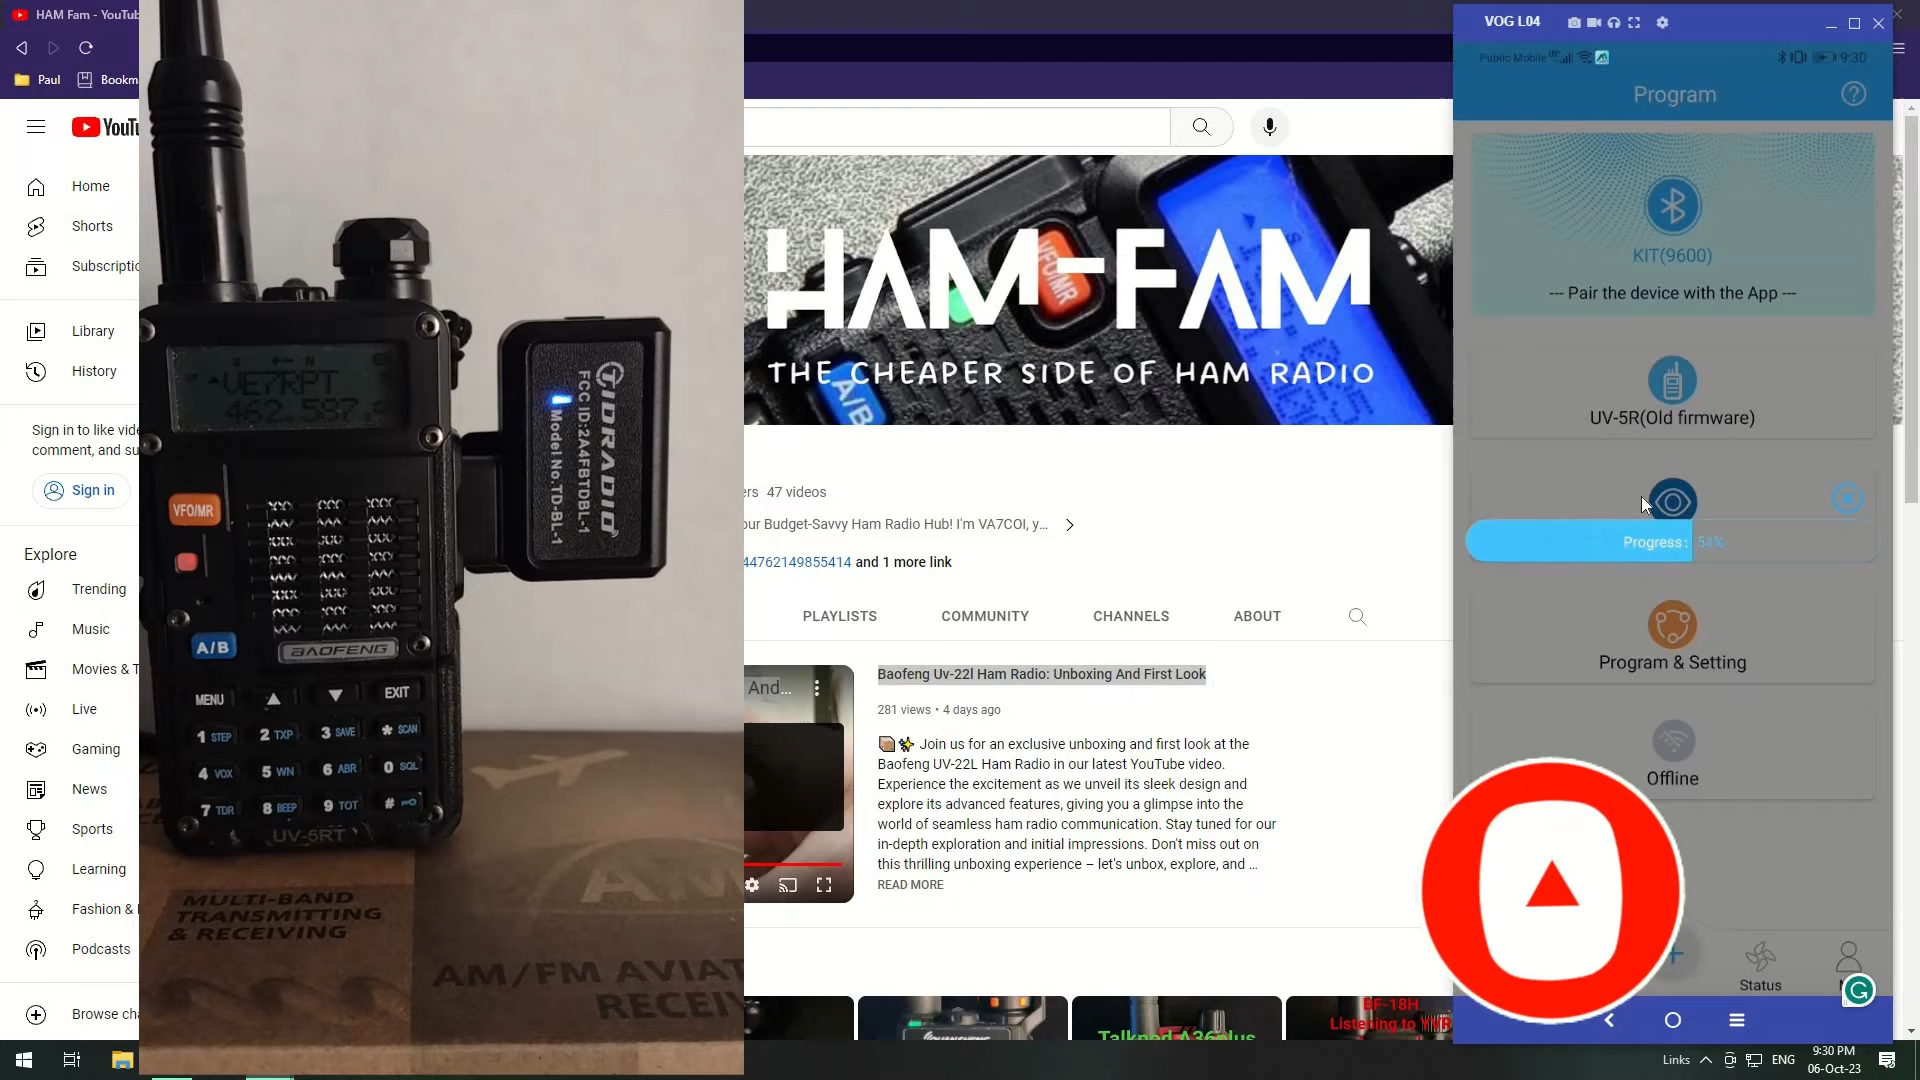 HAM Fam - YouTub
Paul
Bookm
YouTu
Home
Shorts
Subscriptic
Library
History
Sign in to like vide
comment, and su
Sign in
Explore
Trending
Music
Movies & T
Live
Gaming
News
Sports
Learning
Fashion & 
Podcasts
Browse cha
VE7RPT
VFO/MR
A/B
BAOFENG
MENU
EXIT
1 STEP
2 TXP
3 SAVE
* SCAN
4 VOX
5 WN
6 ABR
0 SQL
7 TDR
8 BEEP
9 TOT
#
UV-5RT
TIDRADIO
FCC ID:2A4FBTDBL-1
Model No.TD-BL-1
MULTI-BAND
TRANSMITTING
& RECEIVING
AM/FM AVIAT
RECEIV
VFO/MR
A/B
HAM-FAM
THE CHEAPER SIDE OF HAM RADIO
ers 47 videos
our Budget-Savvy Ham Radio Hub! I'm VA7COI, y...
44762149855414 and 1 more link
PLAYLISTS
COMMUNITY
CHANNELS
ABOUT
And...
Baofeng Uv-22l Ham Radio: Unboxing And First Look
281 views • 4 days ago
Join us for an exclusive unboxing and first look at the
Baofeng UV-22L Ham Radio in our latest YouTube video.
Experience the excitement as we unveil its sleek design and
explore its advanced features, giving you a glimpse into the
world of seamless ham radio communication. Stay tuned for our
in-depth exploration and initial impressions. Don't miss out on
this thrilling unboxing experience – let's unbox, explore, and ...
READ MORE
Talkpod A36plus
BF-18H
Listening to YVR
VOG L04
Public Mobile
9:30
Program
KIT(9600)
--- Pair the device with the App ---
UV-5R(Old firmware)
Progress: 54%
Program & Setting
Offline
Status
Links
ENG
9:30 PM
06-Oct-23